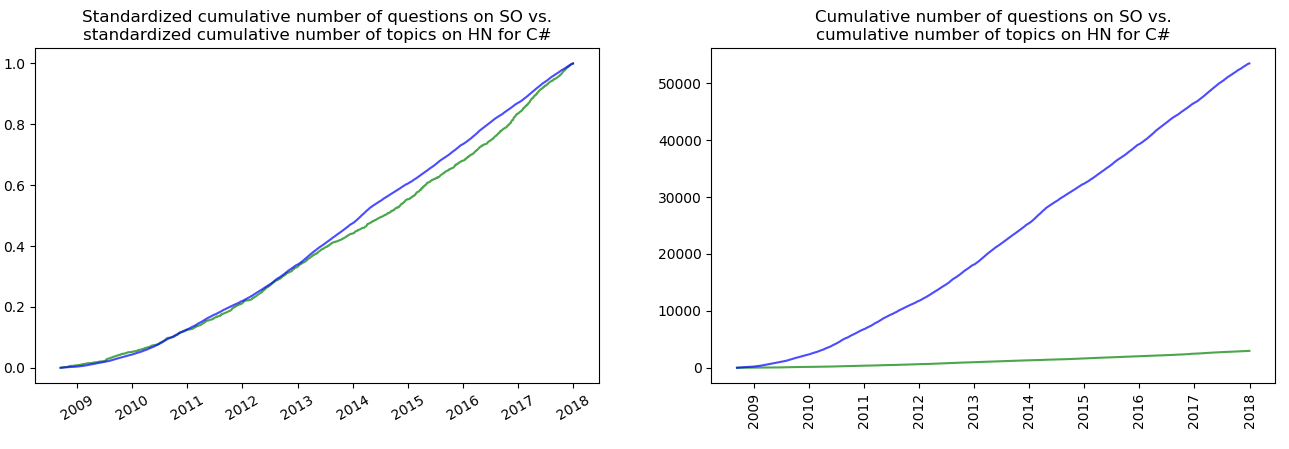 Standardized cumulative number of questions on SO vs.
standardized cumulative number of topics on HN for C#
1.0
0.8
0.6
0.4
0.2
0.0
2009 2010 2011 2012 2013 2014 2015 2016 2017 2018
Cumulative number of questions on SO vs.
cumulative number of topics on HN for C#
50000
40000
30000
20000
10000
0
2009 2010 2011 2012 2013 2014 2015 2016 2017 2018